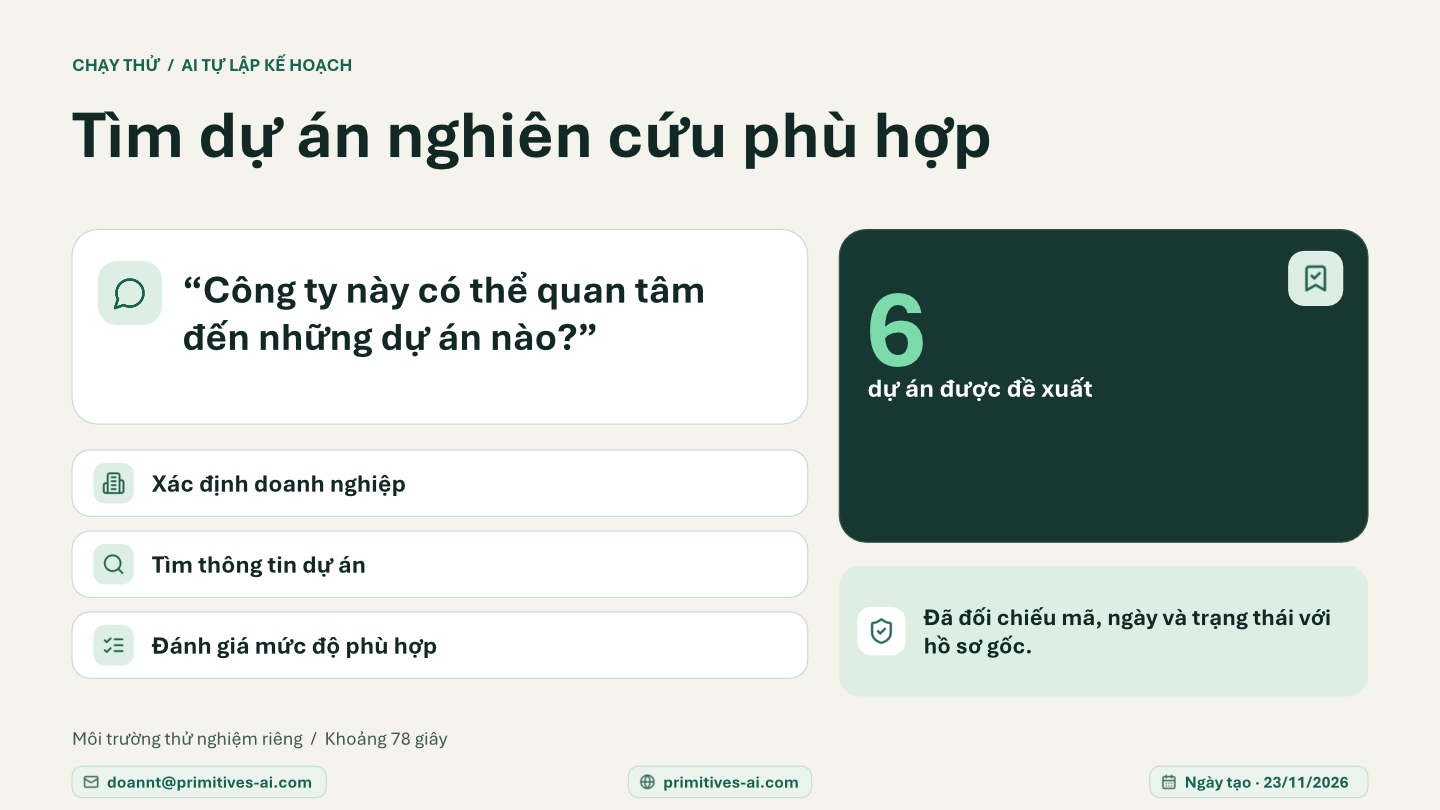 CHẠY THỬ / AI TỰ LẬP KẾ HOẠCH
Tìm dự án nghiên cứu phù hợp
“Công ty này có thể quan tâm
đến những dự án nào?”
Xác định doanh nghiệp
Tìm thông tin dự án
Đánh giá mức độ phù hợp
6
dự án được đề xuất
Đã đối chiếu mã, ngày và trạng thái với
hồ sơ gốc.
Môi trường thử nghiệm riêng / Khoảng 78 giây
doannt@primitives-ai.com
primitives-ai.com
Ngày tạo · 23/11/2026